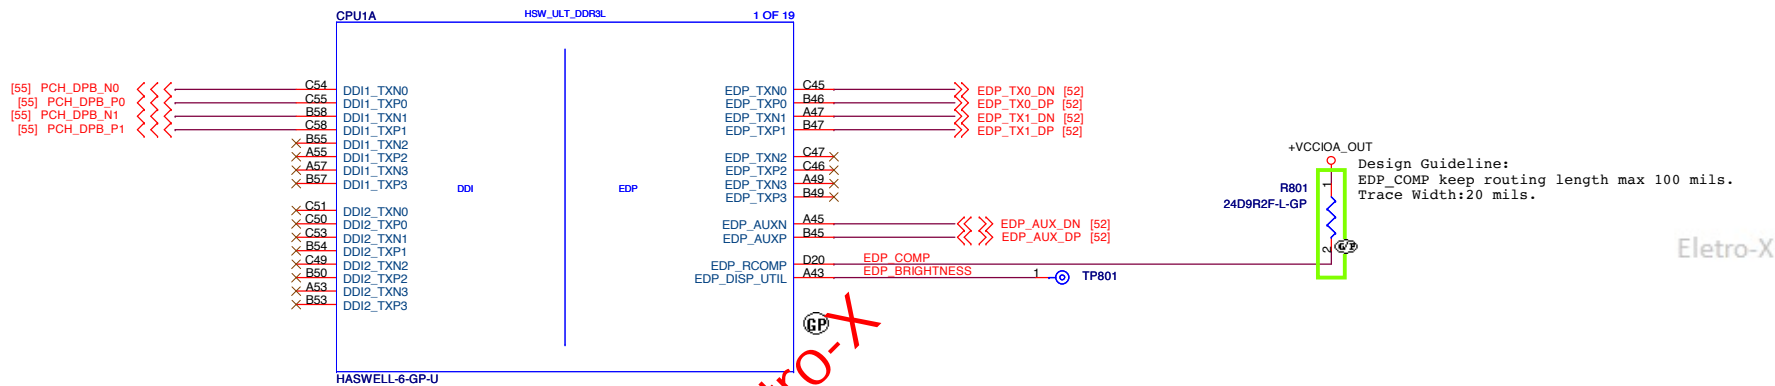 CPU1A
HSW_ULT_DDR3L
1 OF 19
[55] PCH_DPB_N0
[55] PCH_DPB_P0
[55] PCH_DPB_N1
[55] PCH_DPB_P1
C54 DDI1_TXN0
C55 DDI1_TXP0
B58 DDI1_TXN1
C58 DDI1_TXP1
B55 DDI1_TXN2
A55 DDI1_TXP2
A57 DDI1_TXN3
B57 DDI1_TXP3
C51 DDI2_TXN0
C50 DDI2_TXP0
C53 DDI2_TXN1
B54 DDI2_TXP1
C49 DDI2_TXN2
B50 DDI2_TXP2
A53 DDI2_TXN3
B53 DDI2_TXP3
DDI
EDP
EDP_TXN0 C45 EDP_TX0_DN [52]
EDP_TXP0 B46 EDP_TX0_DP [52]
EDP_TXN1 A47 EDP_TX1_DN [52]
EDP_TXP1 B47 EDP_TX1_DP [52]
EDP_TXN2 C47
EDP_TXP2 C46
EDP_TXN3 A49
EDP_TXP3 B49
EDP_AUXN A45 EDP_AUX_DN [52]
EDP_AUXP B45 EDP_AUX_DP [52]
EDP_RCOMP D20 EDP_COMP
EDP_DISP_UTIL A43 EDP_BRIGHTNESS 1 TP801
+VCCIOA_OUT
R801
24D9R2F-L-GP
1
2
G/P
Design Guideline:
EDP_COMP keep routing length max 100 mils.
Trace Width:20 mils.
Eletro-X
GP
trO-X
HASWELL-6-GP-U